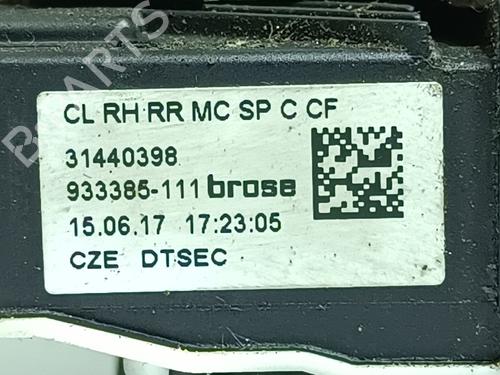 CL RH RR MC SP C CF
31440398
933385-111 brose
15.06.17 17:23:05
CZE DTSEC